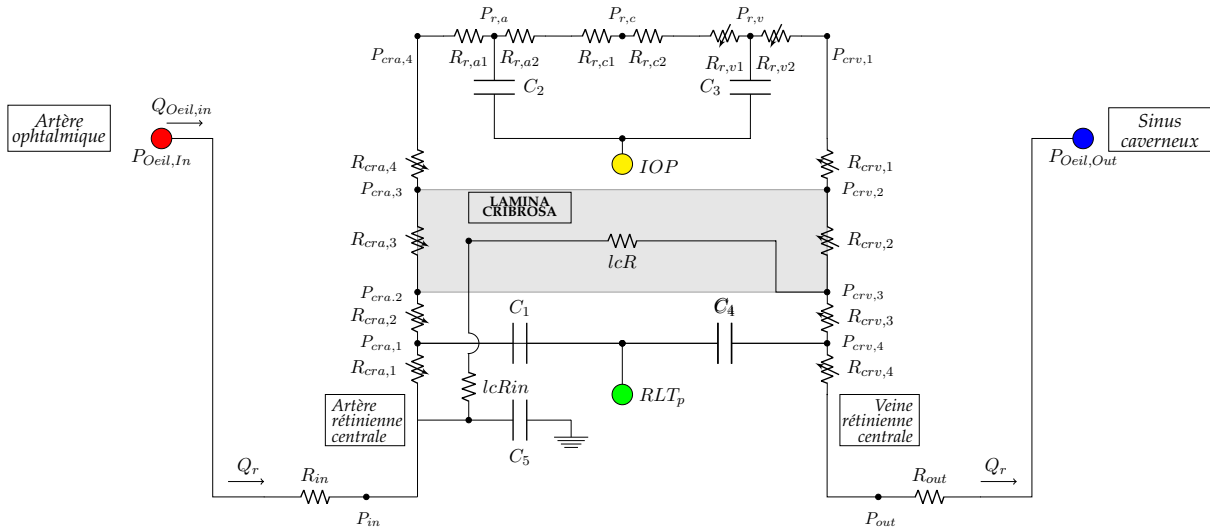 P_{r,a}
P_{r,c}
P_{r,v}
P_{cra,4}
R_{r,a1}
R_{r,a2}
R_{r,c1}
R_{r,c2}
R_{r,v1}
R_{r,v2}
P_{crv,1}
C_2
C_3
Q_{Oeil,in}
Artère
ophtalmique
P_{Oeil,In}
Sinus
caverneux
P_{Oeil,Out}
R_{cra,4}
IOP
R_{crv,1}
P_{cra,3}
P_{crv,2}
LAMINA
CRIBROSA
R_{cra,3}
lcR
R_{crv,2}
P_{cra.2}
P_{crv,3}
R_{cra,2}
C_1
C_4
R_{crv,3}
P_{cra,1}
P_{crv,4}
R_{cra,1}
lcRin
RLT_p
R_{crv,4}
Artère
rétinienne
centrale
Veine
rétinienne
centrale
C_5
Q_r
R_{in}
R_{out}
Q_r
P_{in}
P_{out}